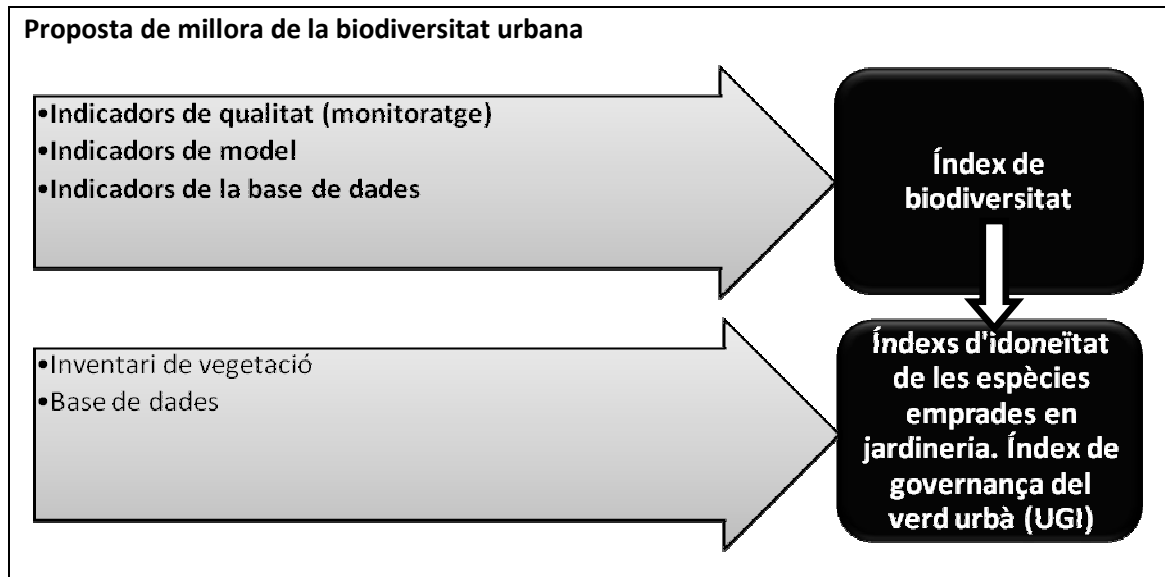 Proposta de millora de la biodiversitat urbana
•Indicadors de qualitat (monitoratge)
•Indicadors de model
•Indicadors de la base de dades
Índex de
biodiversitat
•Inventari de vegetació
•Base de dades
Índexs d'idoneïtat
de les espècies
emprades en
jardineria. Índex de
governança del
verd urbà (UGI)